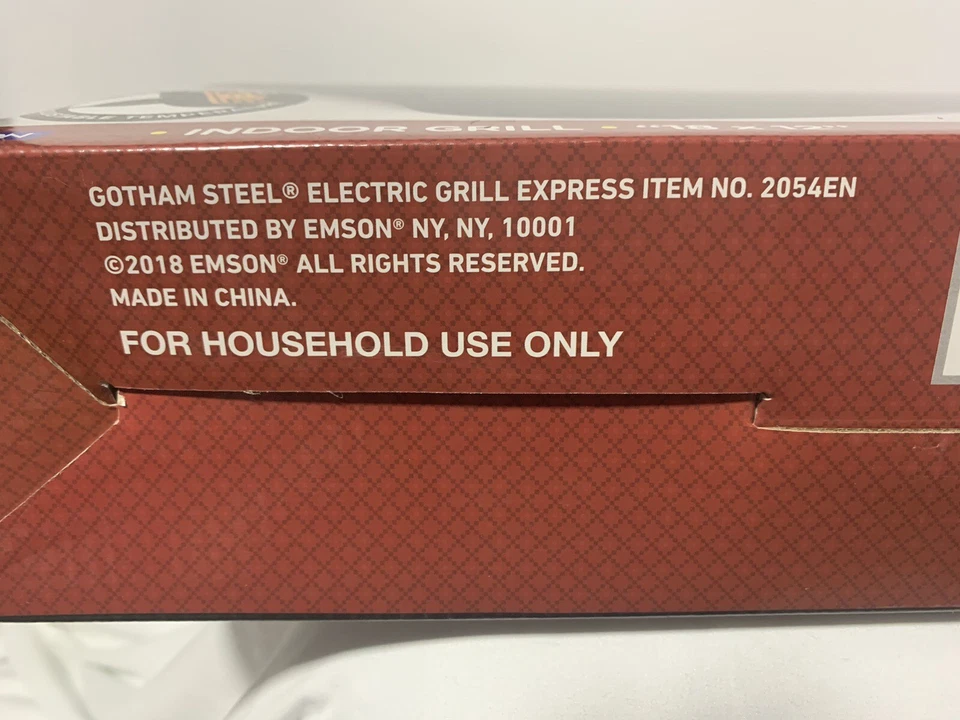 INDOOR GRILL
GOTHAM STEEL® ELECTRIC GRILL EXPRESS ITEM NO. 2054EN
DISTRIBUTED BY EMSON® NY, NY, 10001
©2018 EMSON® ALL RIGHTS RESERVED.
MADE IN CHINA.
FOR HOUSEHOLD USE ONLY